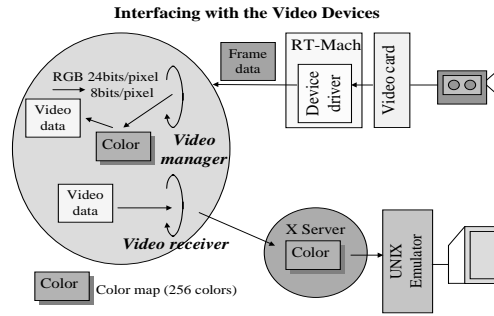 Interfacing with the Video Devices
Frame
data
RT-Mach
Device
driver
Video card
RGB 24bits/pixel
8bits/pixel
Video
data
Color
Video
manager
Video
data
Video receiver
X Server
Color
UNIX
Emulator
Color
Color map (256 colors)